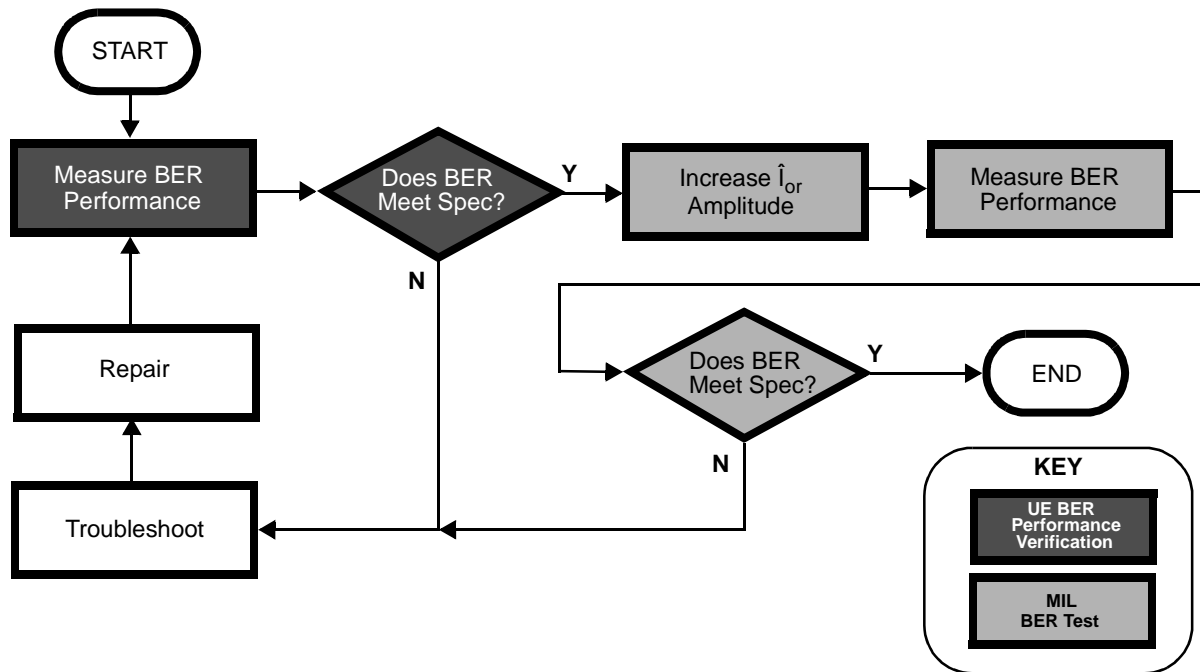 START
Measure BER
Performance
Does BER
Meet Spec?
Y
N
Increase Îor
Amplitude
Measure BER
Performance
Does BER
Meet Spec?
Y
N
END
Repair
Troubleshoot
KEY
UE BER
Performance
Verification
MIL
BER Test